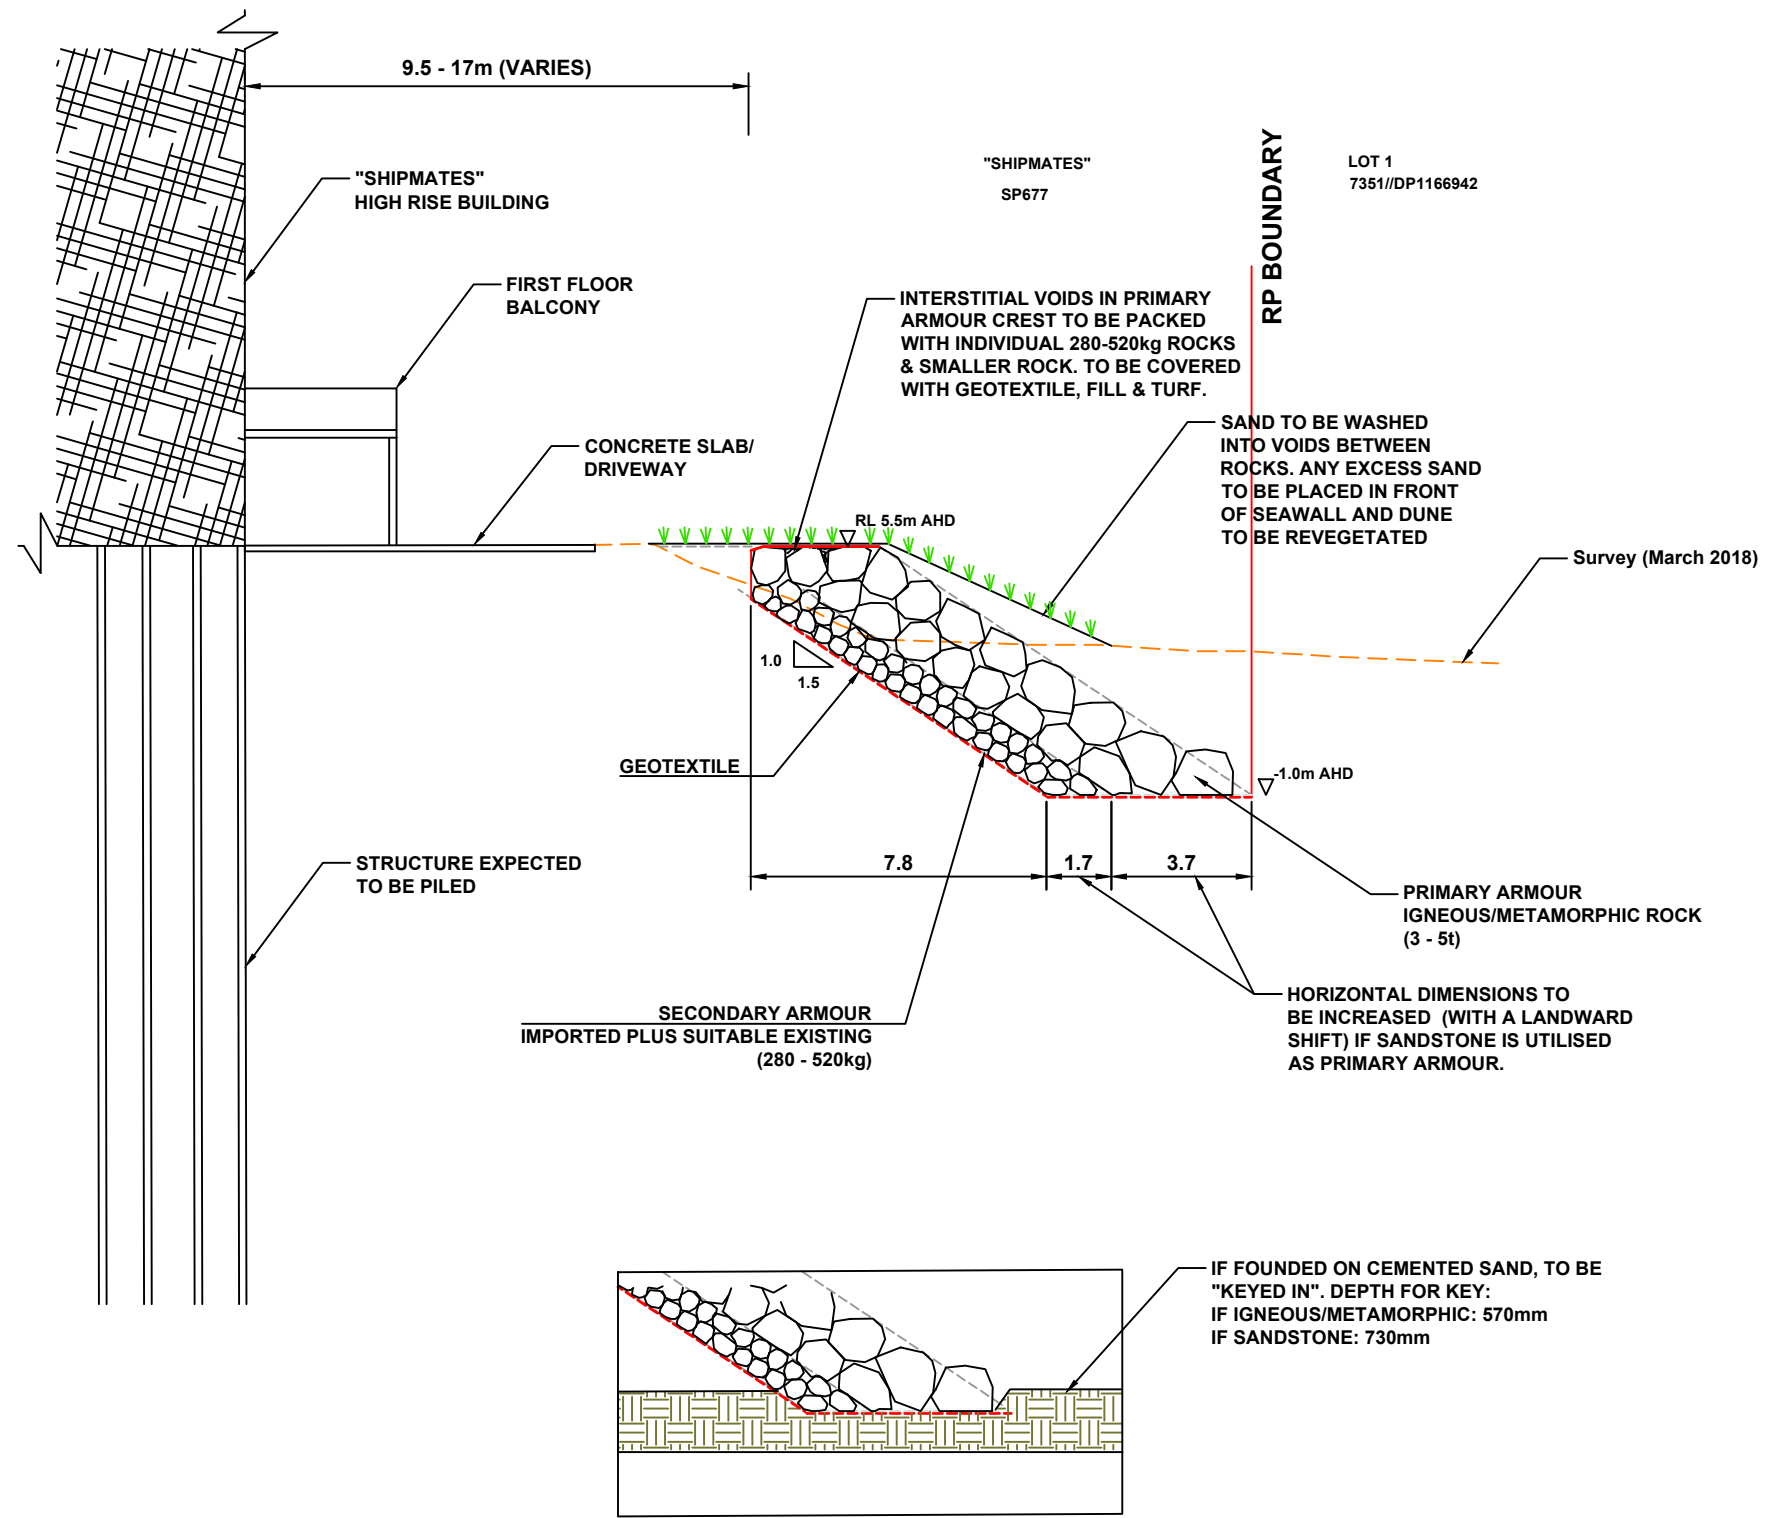 9.5 - 17m (VARIES)
"SHIPMATES"
HIGH RISE BUILDING
FIRST FLOOR
BALCONY
CONCRETE SLAB/
DRIVEWAY
"SHIPMATES"
SP677
RP BOUNDARY
LOT 1
7351//DP1166942
INTERSTITIAL VOIDS IN PRIMARY
ARMOUR CREST TO BE PACKED
WITH INDIVIDUAL 280-520kg ROCKS
& SMALLER ROCK. TO BE COVERED
WITH GEOTEXTILE, FILL & TURF.
SAND TO BE WASHED
INTO VOIDS BETWEEN
ROCKS. ANY EXCESS SAND
TO BE PLACED IN FRONT
OF SEAWALL AND DUNE
TO BE REVEGETATED
RL 5.5m AHD
Survey (March 2018)
1.0
1.5
GEOTEXTILE
-1.0m AHD
7.8
1.7
3.7
STRUCTURE EXPECTED
TO BE PILED
PRIMARY ARMOUR
IGNEOUS/METAMORPHIC ROCK
(3 - 5t)
SECONDARY ARMOUR
IMPORTED PLUS SUITABLE EXISTING
(280 - 520kg)
HORIZONTAL DIMENSIONS TO
BE INCREASED (WITH A LANDWARD
SHIFT) IF SANDSTONE IS UTILISED
AS PRIMARY ARMOUR.
IF FOUNDED ON CEMENTED SAND, TO BE
"KEYED IN". DEPTH FOR KEY:
IF IGNEOUS/METAMORPHIC: 570mm
IF SANDSTONE: 730mm